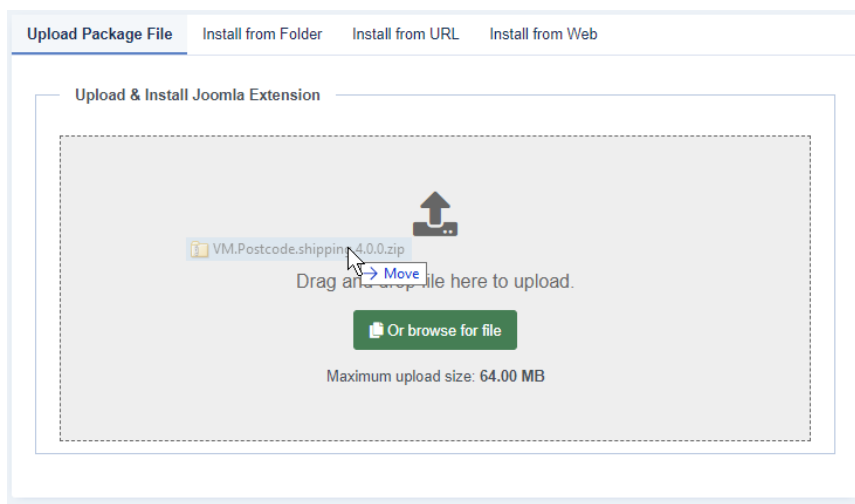 Upload Package File Install from Folder Install from URL Install from Web
Upload & Install Joomla Extension
VM.Postcode.shipping 4.0.0.zip
Move
Drag and drop file here to upload.
Or browse for file
Maximum upload size: 64.00 MB